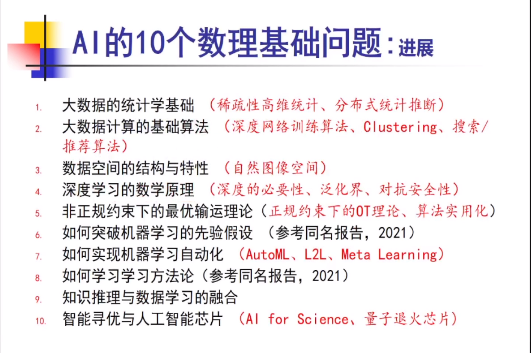 AI的10个数理基础问题:进展
1. 大数据的统计学基础 (稀疏性高维统计、分布式统计推断)
2. 大数据计算的基础算法 (深度网络训练算法、Clustering、搜索/
推荐算法)
3. 数据空间的结构与特性 (自然图像空间)
4. 深度学习的数学原理 (深度的必要性、泛化界、对抗安全性)
5. 非正规约束下的最优输运理论(正规约束下的OT理论、算法实用化)
6. 如何突破机器学习的先验假设 (参考同名报告, 2021)
7. 如何实现机器学习自动化 (AutoML、L2L、Meta Learning)
8. 如何学习学习方法论(参考同名报告, 2021)
9. 知识推理与数据学习的融合
10. 智能寻优与人工智能芯片 (AI for Science、量子退火芯片)